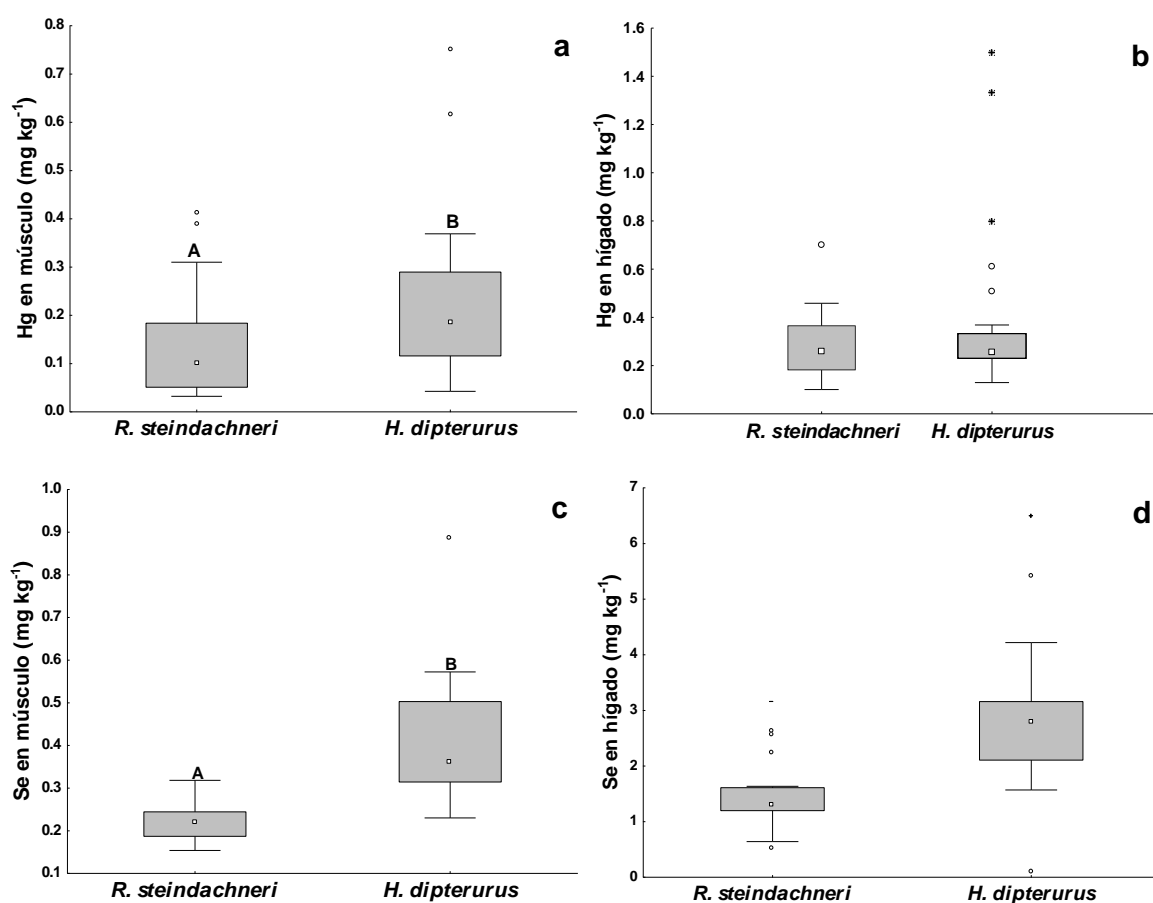 a
Hg en músculo (mg kg-1)
0.8
0.7
0.6
0.5
0.4
0.3
0.2
0.1
0.0
A
B
R. steindachneri H. dipterurus
b
Hg en hígado (mg kg-1)
1.6
1.4
1.2
1.0
0.8
0.6
0.4
0.2
0.0
R. steindachneri H. dipterurus
c
Se en músculo (mg kg-1)
1.0
0.9
0.8
0.7
0.6
0.5
0.4
0.3
0.2
0.1
A
B
R. steindachneri H. dipterurus
d
Se en hígado (mg kg-1)
7
6
5
4
3
2
1
0
R. steindachneri H. dipterurus